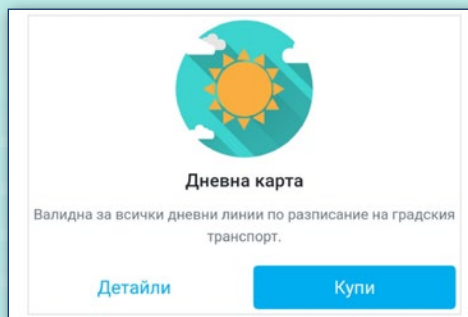 Дневна карта
Валидна за всички дневни линии по разписание на градския
транспорт.
Детайли
Купи